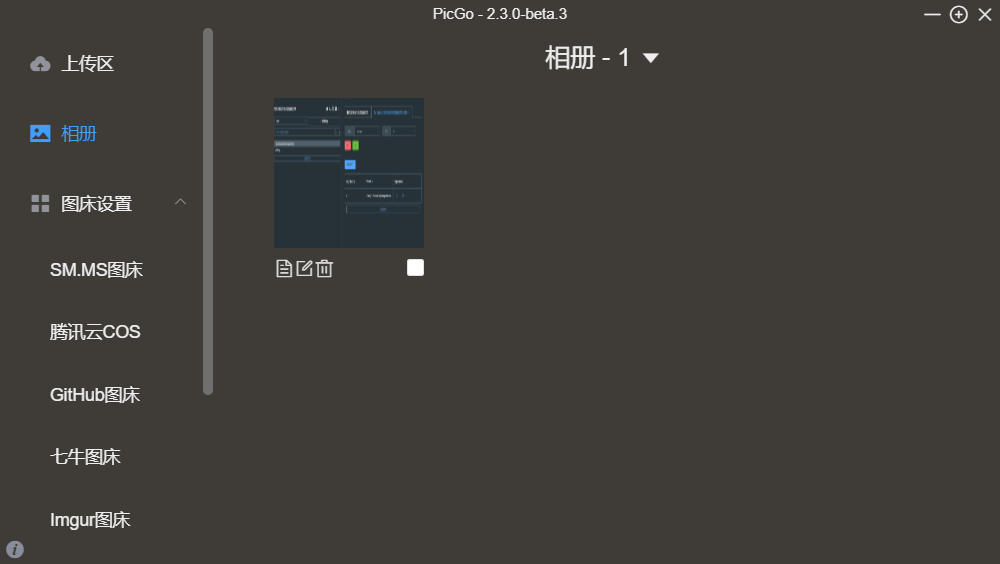 PicGo - 2.3.0-beta.3
上传区
相册
图床设置
SM.MS图床
腾讯云COS
GitHub图床
七牛图床
Imgur图床
相册 - 1